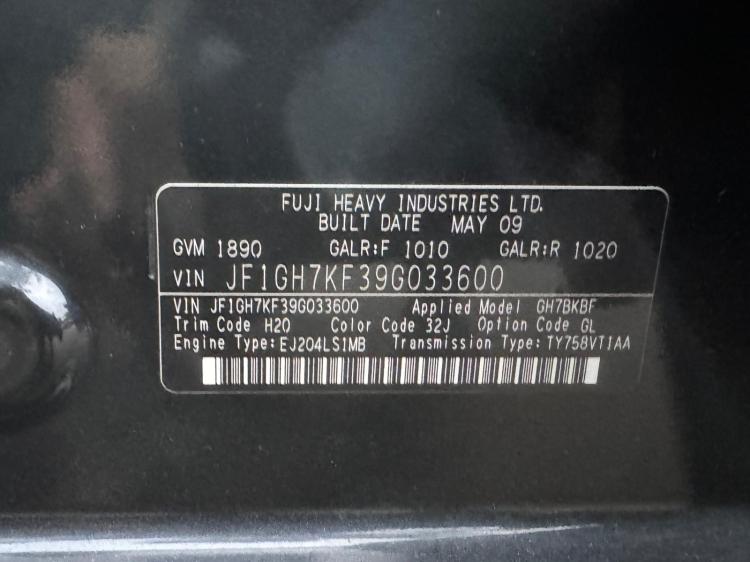 FUJI HEAVY INDUSTRIES LTD.
BUILT DATE MAY 09
GVM 1890 GALR:F 1010 GALR:R 1020
VIN JF1GH7KF39G033600
VIN JF1GH7KF39G033600 Applied Model GH7BKBF
Trim Code H20 Color Code 32J Option Code GL
Engine Type:EJ204LS1MB Transmission Type:TY758VT1AA